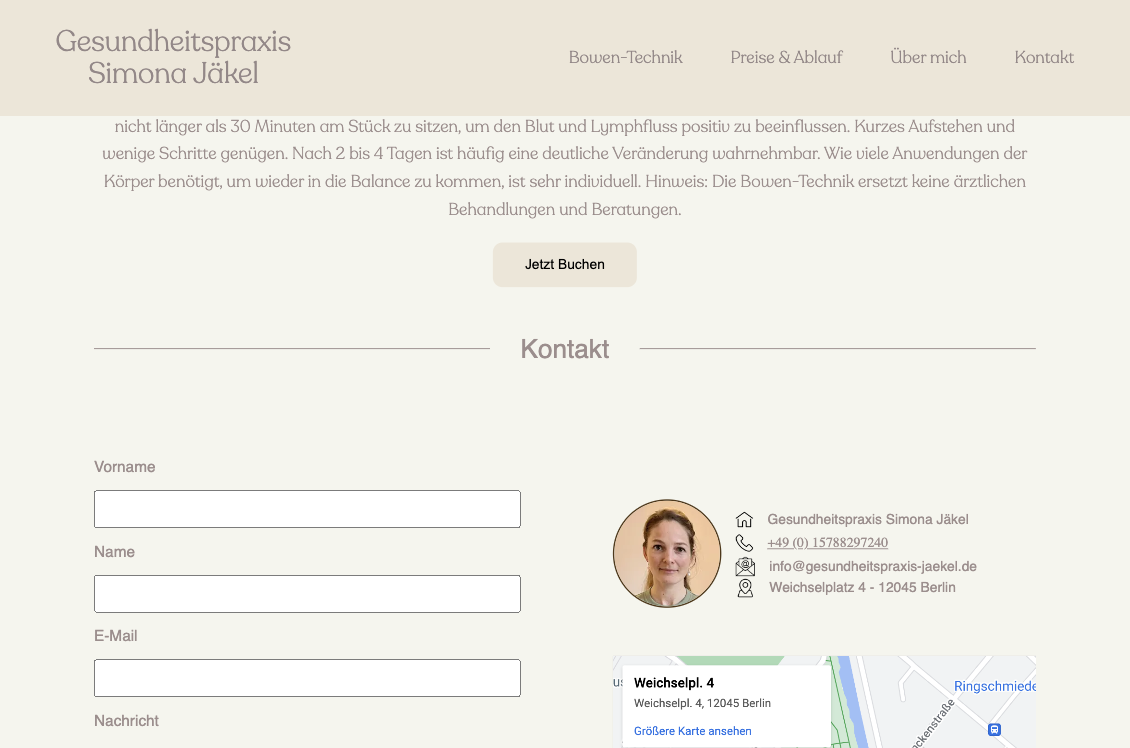 Gesundheitspraxis
Simona Jäkel
Bowen-Technik
Preise & Ablauf
Über mich
Kontakt
nicht länger als 30 Minuten am Stück zu sitzen, um den Blut und Lymphfluss positiv zu beeinflussen. Kurzes Aufstehen und
wenige Schritte genügen. Nach 2 bis 4 Tagen ist häufig eine deutliche Veränderung wahrnehmbar. Wie viele Anwendungen der
Körper benötigt, um wieder in die Balance zu kommen, ist sehr individuell. Hinweis: Die Bowen-Technik ersetzt keine ärztlichen
Behandlungen und Beratungen.
Jetzt Buchen
Kontakt
Vorname
Name
E-Mail
Nachricht
Gesundheitspraxis Simona Jäkel
+49 (0) 15788297240
info@gesundheitspraxis-jaekel.de
Weichselplatz 4 - 12045 Berlin
Weichselpl. 4
Weichselpl. 4, 12045 Berlin
Größere Karte ansehen
Ringschmiede